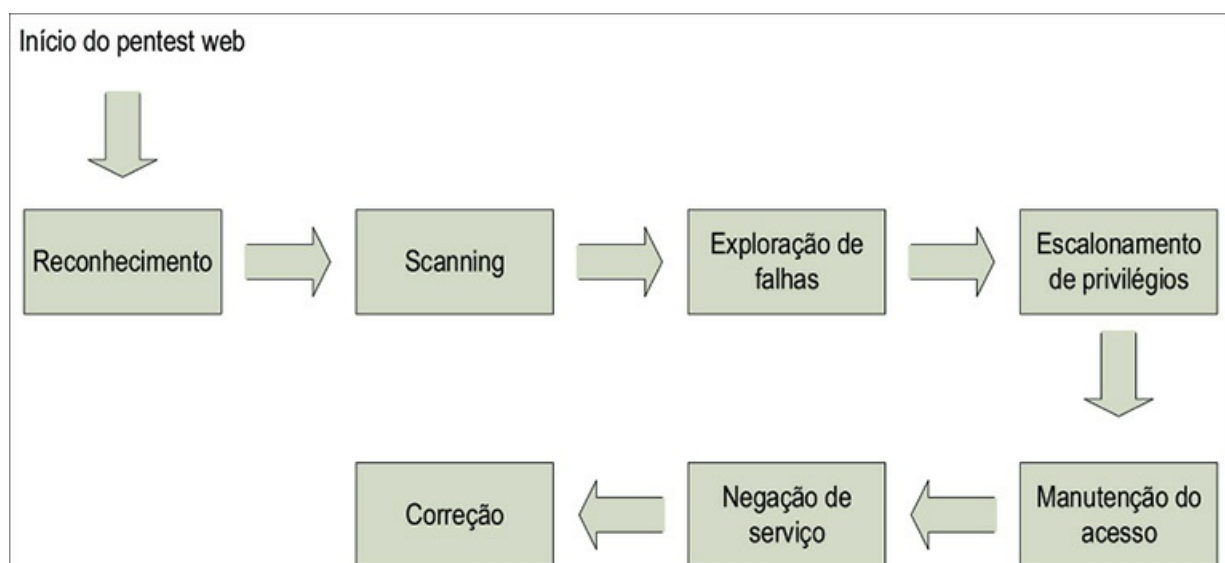 Início do pentest web
Reconhecimento
Scanning
Exploração de
falhas
Escalonamento
de privilégios
Manutenção do
acesso
Negação de
serviço
Correção